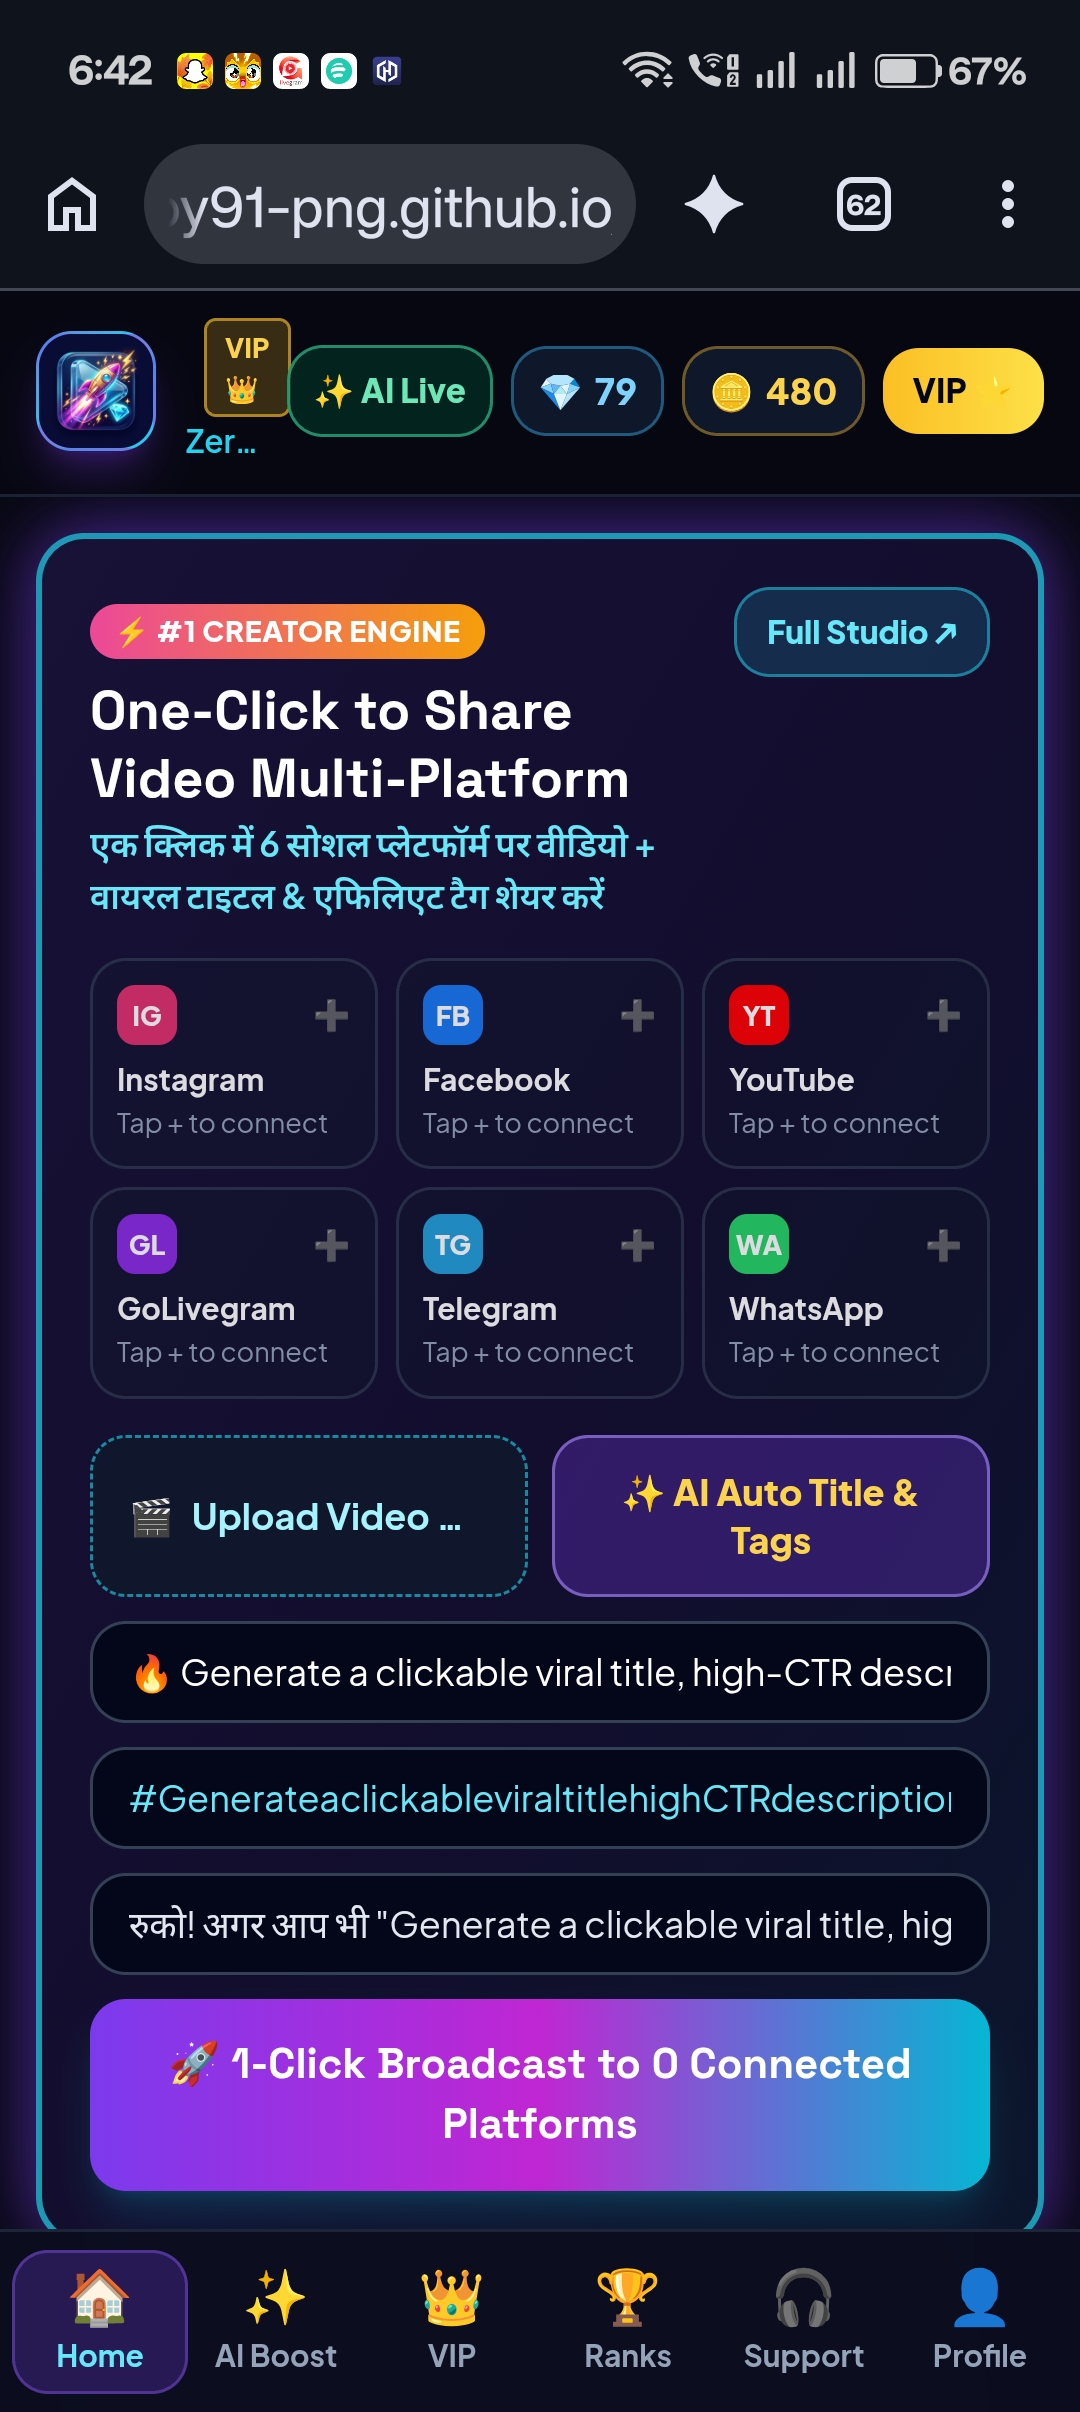 6:42
67%
y91-png.github.io
62
VIP
👑
Zer...
✨ AI Live
💎 79
🪙 480
VIP
⚡ #1 CREATOR ENGINE
Full Studio ↗
One-Click to Share
Video Multi-Platform
एक क्लिक में 6 सोशल प्लेटफॉर्म पर वीडियो +
वायरल टाइटल & एफिलिएट टैग शेयर करें
IG ➕
FB ➕
YT ➕
Instagram
Facebook
YouTube
Tap + to connect
Tap + to connect
Tap + to connect
GL ➕
TG ➕
WA ➕
GoLivegram
Telegram
WhatsApp
Tap + to connect
Tap + to connect
Tap + to connect
🎬 Upload Video ...
✨ AI Auto Title &
Tags
🔥 Generate a clickable viral title, high-CTR descr
#GenerateaclickableviraltitlehighCTRdescription
रुको! अगर आप भी "Generate a clickable viral title, hig
🚀 1-Click Broadcast to 0 Connected
Platforms
Home
AI Boost
VIP
Ranks
Support
Profile